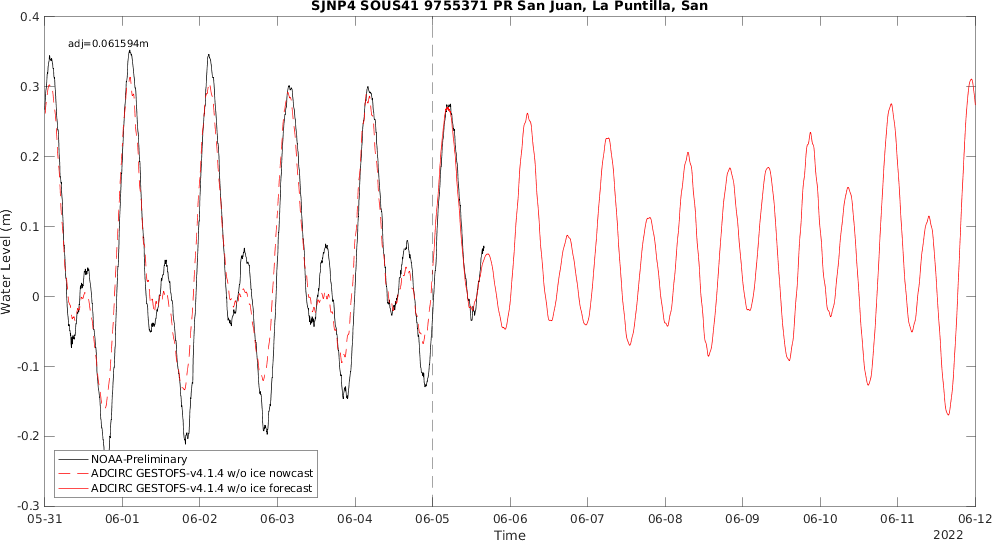 SJNP4 SOUS41 9755371 PR San Juan, La Puntilla, San
adj=0.061594m
0.4
0.3
0.2
0.1
0
-0.1
-0.2
-0.3
Water Level (m)
NOAA-Preliminary
ADCIRC GESTOFS-v4.1.4 w/o ice nowcast
ADCIRC GESTOFS-v4.1.4 w/o ice forecast
05-31 06-01 06-02 06-03 06-04 06-05 06-06 06-07 06-08 06-09 06-10 06-11 06-12
Time
2022